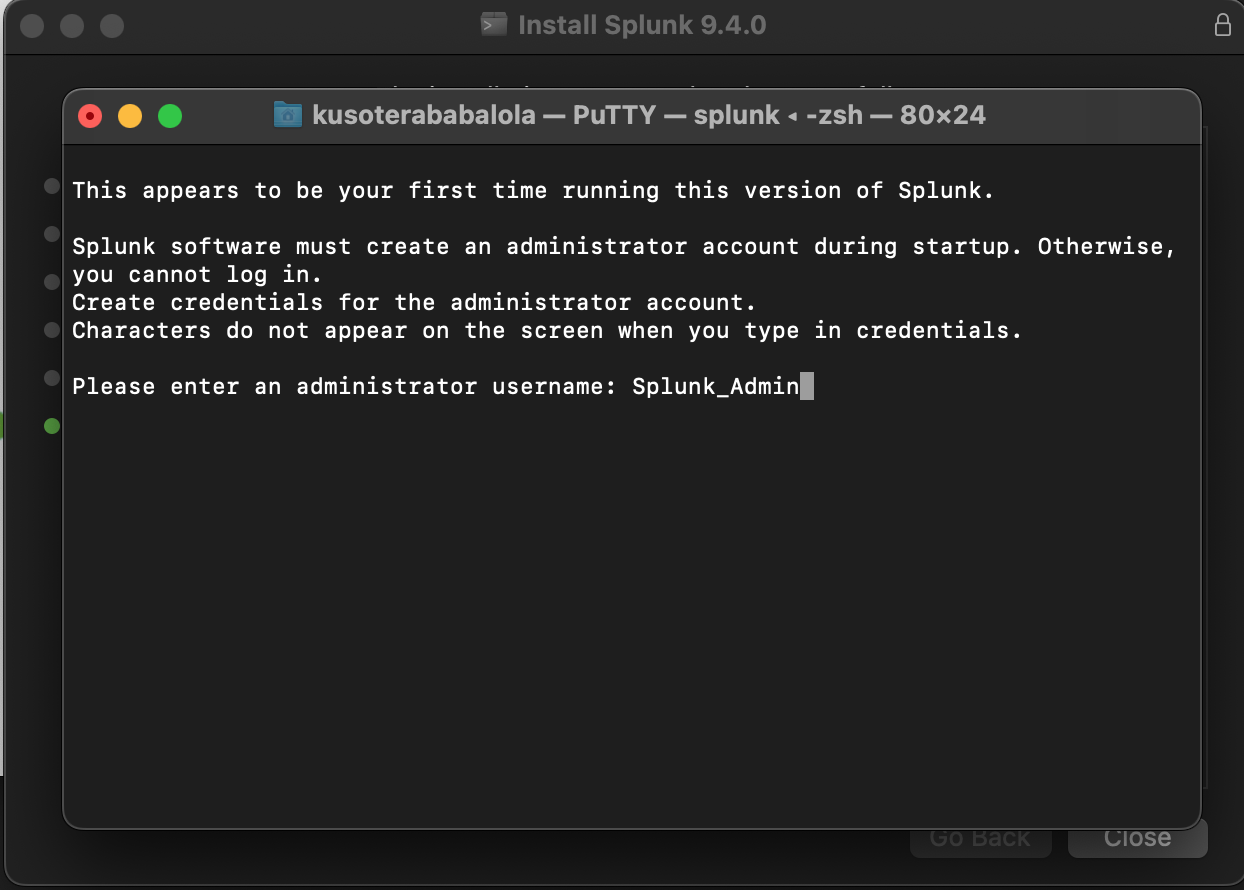 Install Splunk 9.4.0
kusoterababalola — PuTTY — splunk ◂ -zsh — 80×24
This appears to be your first time running this version of Splunk.
Splunk software must create an administrator account during startup. Otherwise,
you cannot log in.
Create credentials for the administrator account.
Characters do not appear on the screen when you type in credentials.
Please enter an administrator username: Splunk_Admin
Go Back
Close